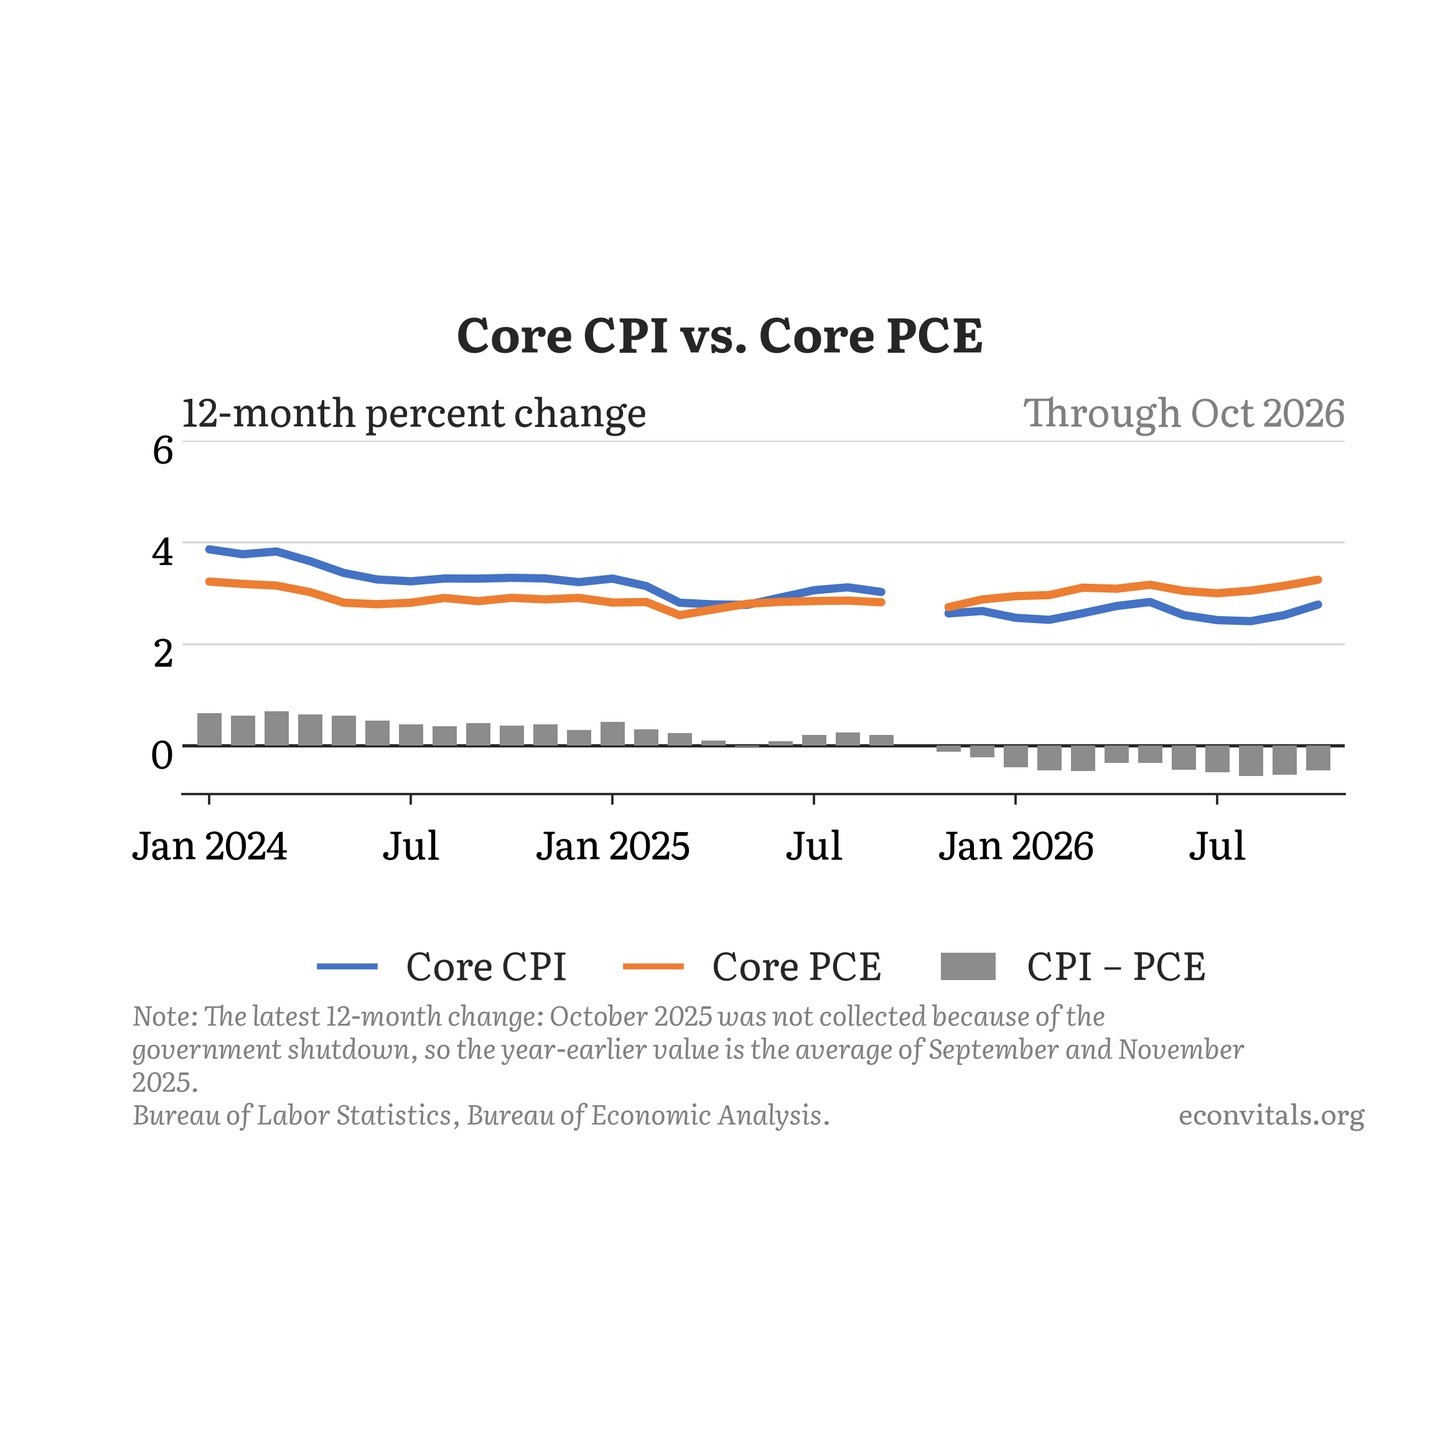 Core CPI vs. Core PCE
12-month percent change
Through Oct 2026
6
4
2
0
Jan 2024
Jul
Jan 2025
Jul
Jan 2026
Jul
Core CPI
Core PCE
CPI – PCE
Note: The latest 12-month change: October 2025 was not collected because of the
government shutdown, so the year-earlier value is the average of September and November
2025.
Bureau of Labor Statistics, Bureau of Economic Analysis.
econvitals.org